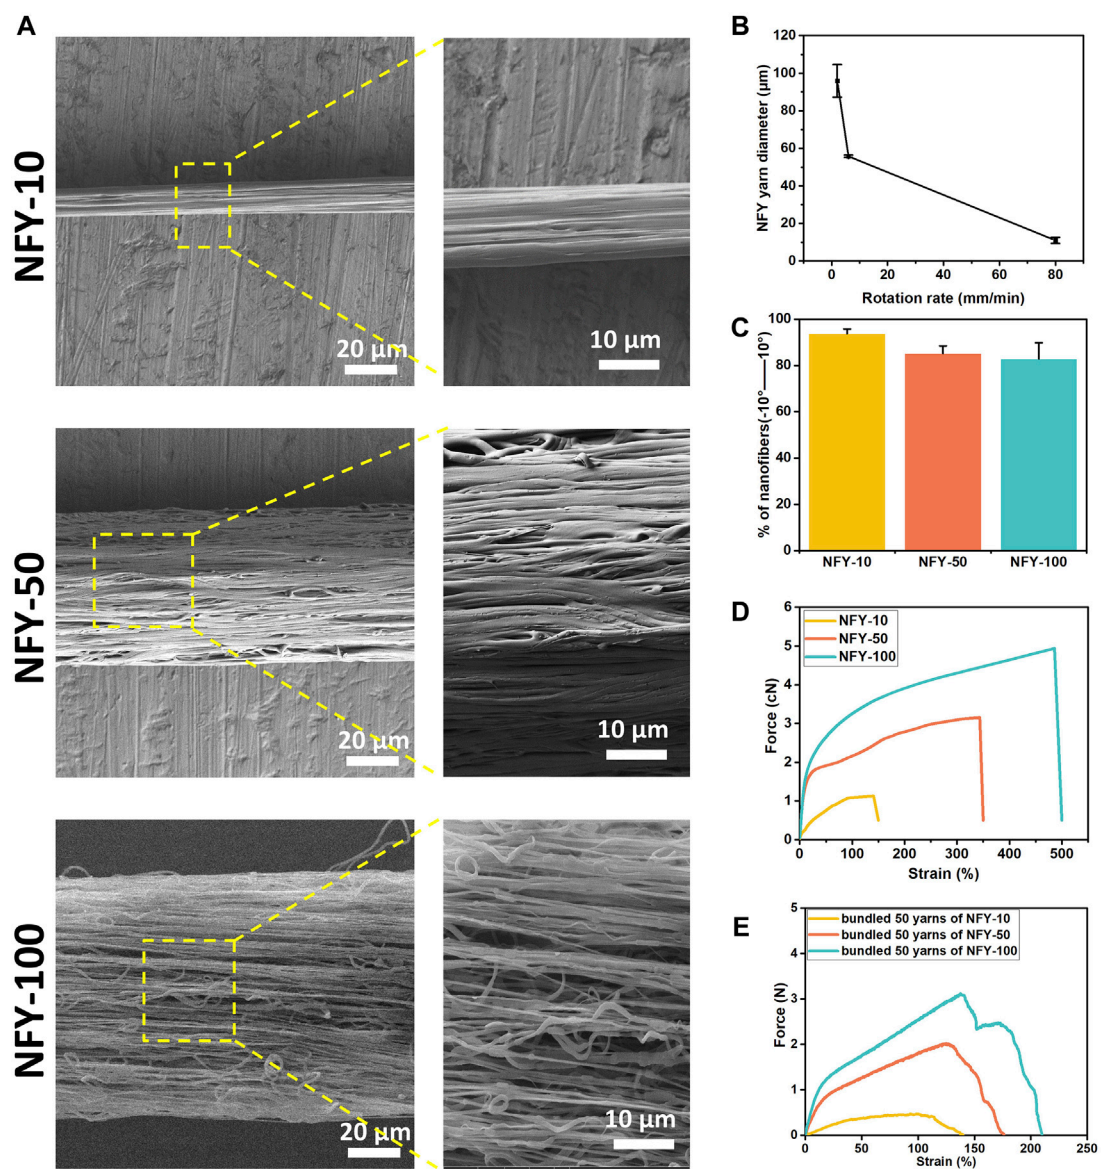 A
NFY-10
20 μm
10 μm
NFY-50
20 μm
10 μm
NFY-100
20 μm
10 μm
B
NFY yarn diameter (μm)
120
100
80
60
40
20
0
0 20 40 60 80
Rotation rate (mm/min)
C
% of nanofibers(-10°——10°)
100
80
60
40
20
0
NFY-10 NFY-50 NFY-100
D
Force (cN)
6
5
4
3
2
1
0
NFY-10
NFY-50
NFY-100
0 100 200 300 400 500
Strain (%)
E
Force (N)
5
4
3
2
1
0
bundled 50 yarns of NFY-10
bundled 50 yarns of NFY-50
bundled 50 yarns of NFY-100
0 50 100 150 200 250
Strain (%)